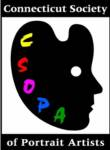 Connecticut Society
C
S
O
P
A
of Portrait Artists